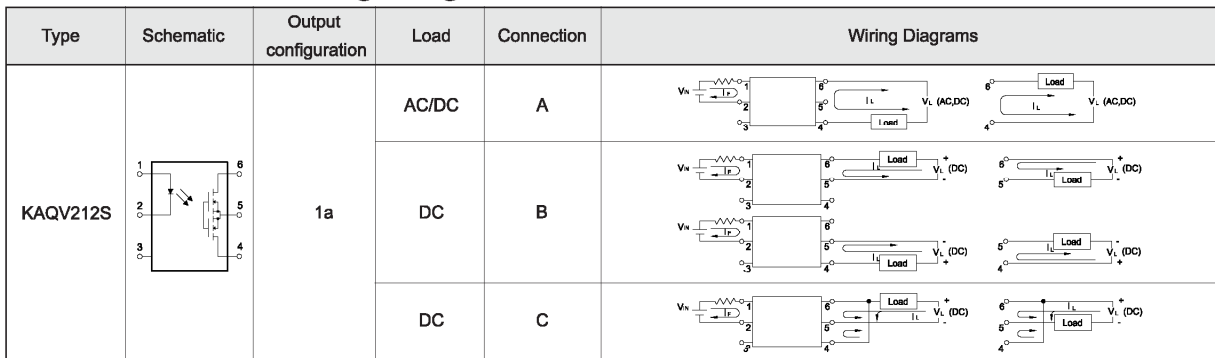 Type Schematic Output configuration Load Connection Wiring Diagrams
KAQV212S
1 6
2 5
3 4
1a
AC/DC A
VIN IF 1 2 3 6 5 4 IL Load VL (AC,DC)
6 4 Load IL VL (AC,DC)
DC B
VIN IF 1 2 3 6 5 4 Load IL + VL (DC) -
6 5 IL Load + VL (DC) -
VIN IF 1 2 3 6 5 4 IL Load - VL (DC) +
5 4 Load IL - VL (DC) +
DC C
VIN IF 1 2 3 6 5 4 Load IL + VL (DC) -
6 5 4 IL Load + VL (DC) -